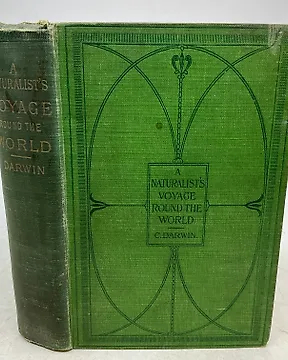 A
NATURALIST'S
VOYAGE
ROUND THE
WORLD
DARWIN
A
NATURALIST'S
VOYAGE
ROUND THE
WORLD
C. DARWIN.